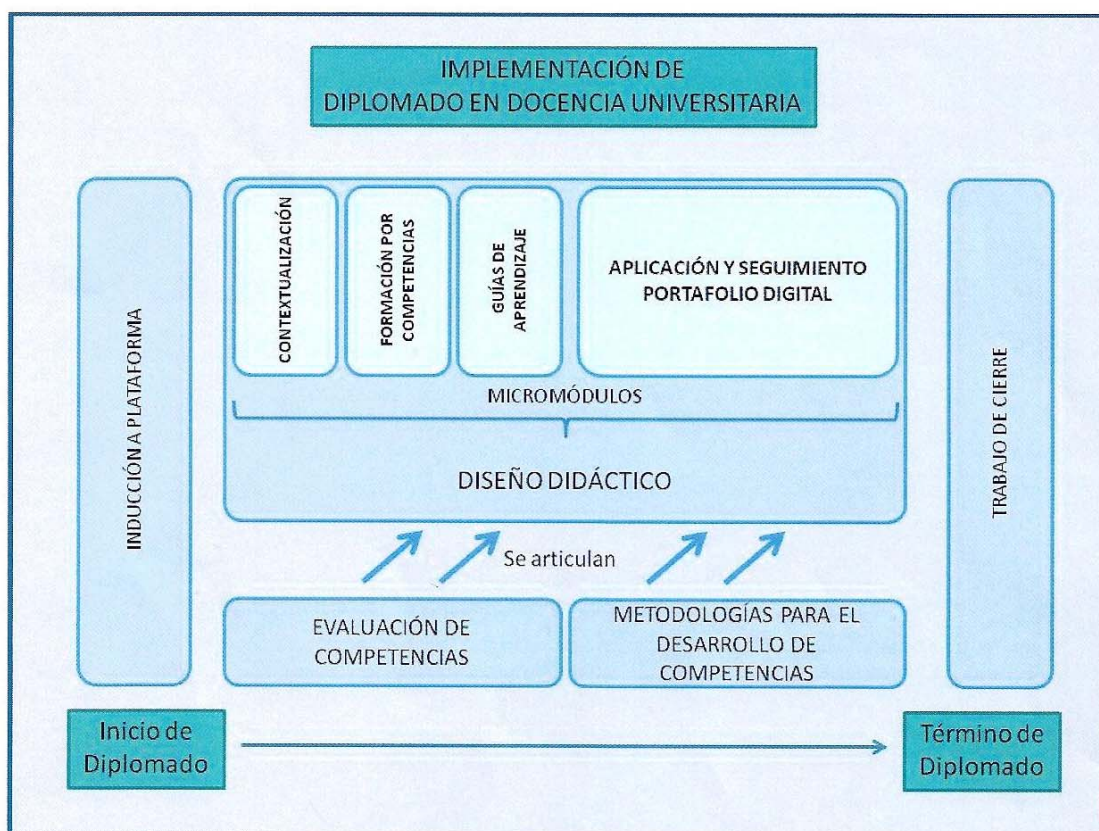 IMPLEMENTACIÓN DE
DIPLOMADO EN DOCENCIA UNIVERSITARIA
INDUCCIÓN A PLATAFORMA
CONTEXTUALIZACIÓN
FORMACIÓN POR
COMPETENCIAS
GUÍAS DE
APRENDIZAJE
APLICACIÓN Y SEGUIMIENTO
PORTAFOLIO DIGITAL
MICROMÓDULOS
DISEÑO DIDÁCTICO
Se articulan
EVALUACIÓN DE
COMPETENCIAS
METODOLOGÍAS PARA EL
DESARROLLO DE
COMPETENCIAS
TRABAJO DE CIERRE
Inicio de
Diplomado
Término de
Diplomado